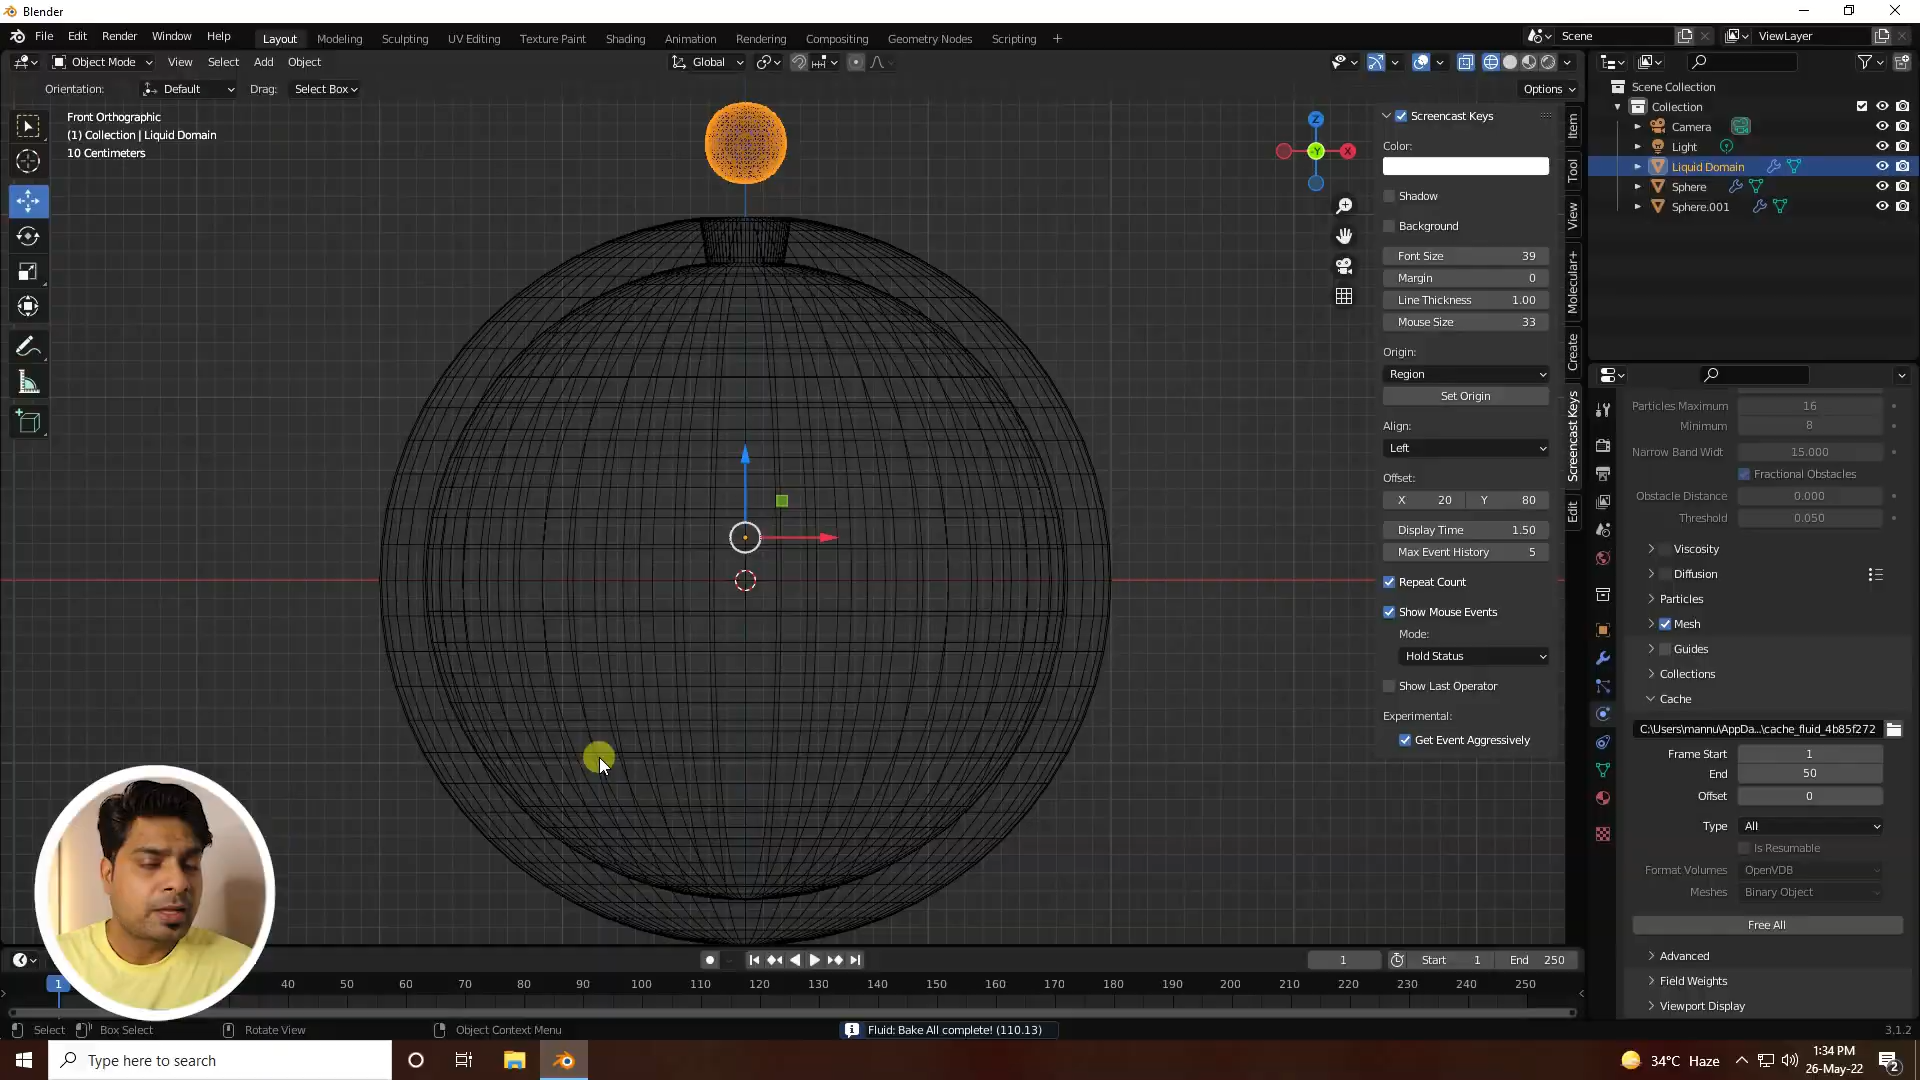 Blender
File Edit Render Window Help
Layout Modeling Sculpting UV Editing Texture Paint Shading Animation Rendering Compositing Geometry Nodes Scripting +
Scene ViewLayer
Object Mode View Select Add Object
Global
Orientation: Default Drag: Select Box
Options
Front Orthographic
(1) Collection | Liquid Domain
10 Centimeters
Z
Y
X
Screencast Keys
Color:
Shadow
Background
Font Size 39
Margin 0
Line Thickness 1.00
Mouse Size 33
Origin:
Region
Set Origin
Align:
Left
Offset:
X 20 Y 80
Display Time 1.50
Max Event History 5
Repeat Count
Show Mouse Events
Mode:
Hold Status
Show Last Operator
Experimental:
Get Event Aggressively
Item
Tool
View
Molecular+
Create
Screencast Keys
Edit
Scene Collection
Collection
Camera
Light
Liquid Domain
Sphere
Sphere.001
Particles Maximum 16
Minimum 8
Narrow Band Widt 15.000
Fractional Obstacles
Obstacle Distance 0.000
Threshold 0.050
Viscosity
Diffusion
Particles
Mesh
Guides
Collections
Cache
C:\Users\mannu\AppDa...\cache_fluid_4b85f272
Frame Start 1
End 50
Offset 0
Type All
Is Resumable
Format Volumes OpenVDB
Meshes Binary Object
Free All
Advanced
Field Weights
Viewport Display
1 Start 1 End 250
1 40 50 60 70 80 90 100 110 120 130 140 150 160 170 180 190 200 210 220 230 240 250
Select Box Select Rotate View Object Context Menu
Fluid: Bake All complete! (110.13)
3.1.2
Type here to search
34°C Haze
1:34 PM
26-May-22
2